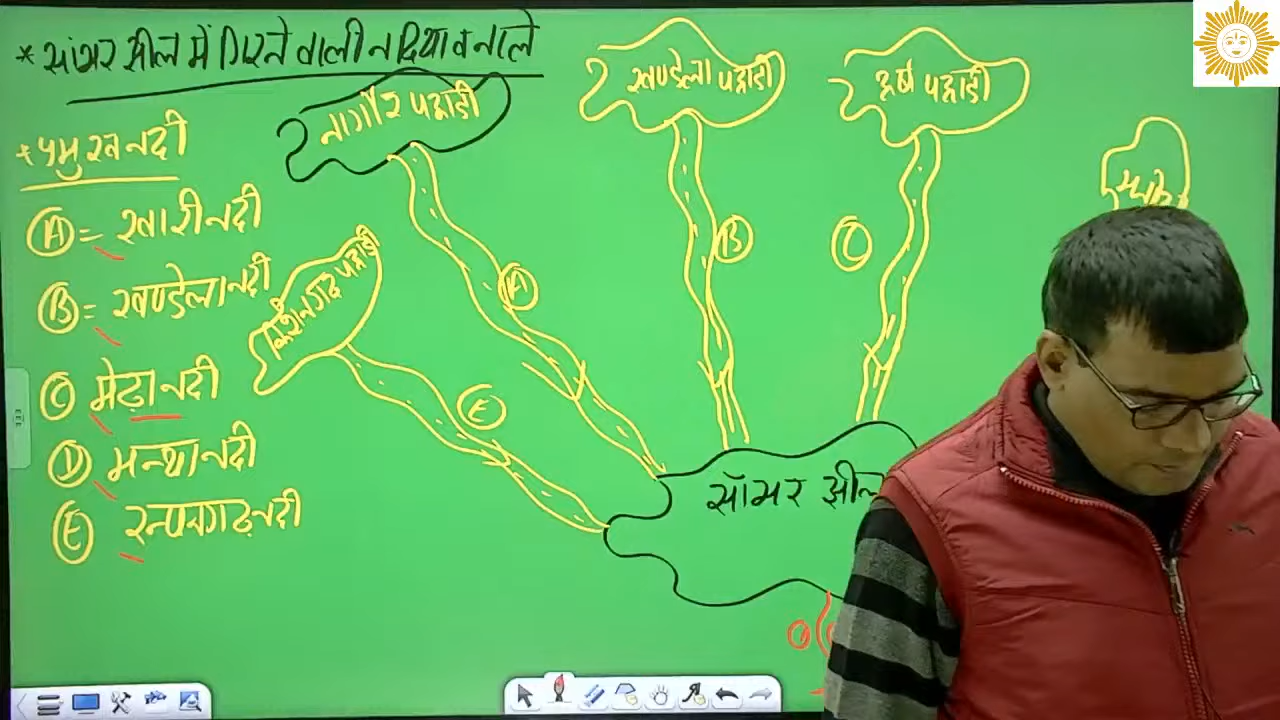 * सांभर झील में गिरने वाली नदिया व नाले
नागौर पहाडी
खण्डेला पहाडी
हर्ष पहाडी
* प्रमुख नदी
A = खारी नदी
B = खण्डेला नदी
किशनगढ पहाडी
C मेढा नदी
D मन्था नदी
E रूपनगढ नदी
A
B
C
E
सॉंभर झील